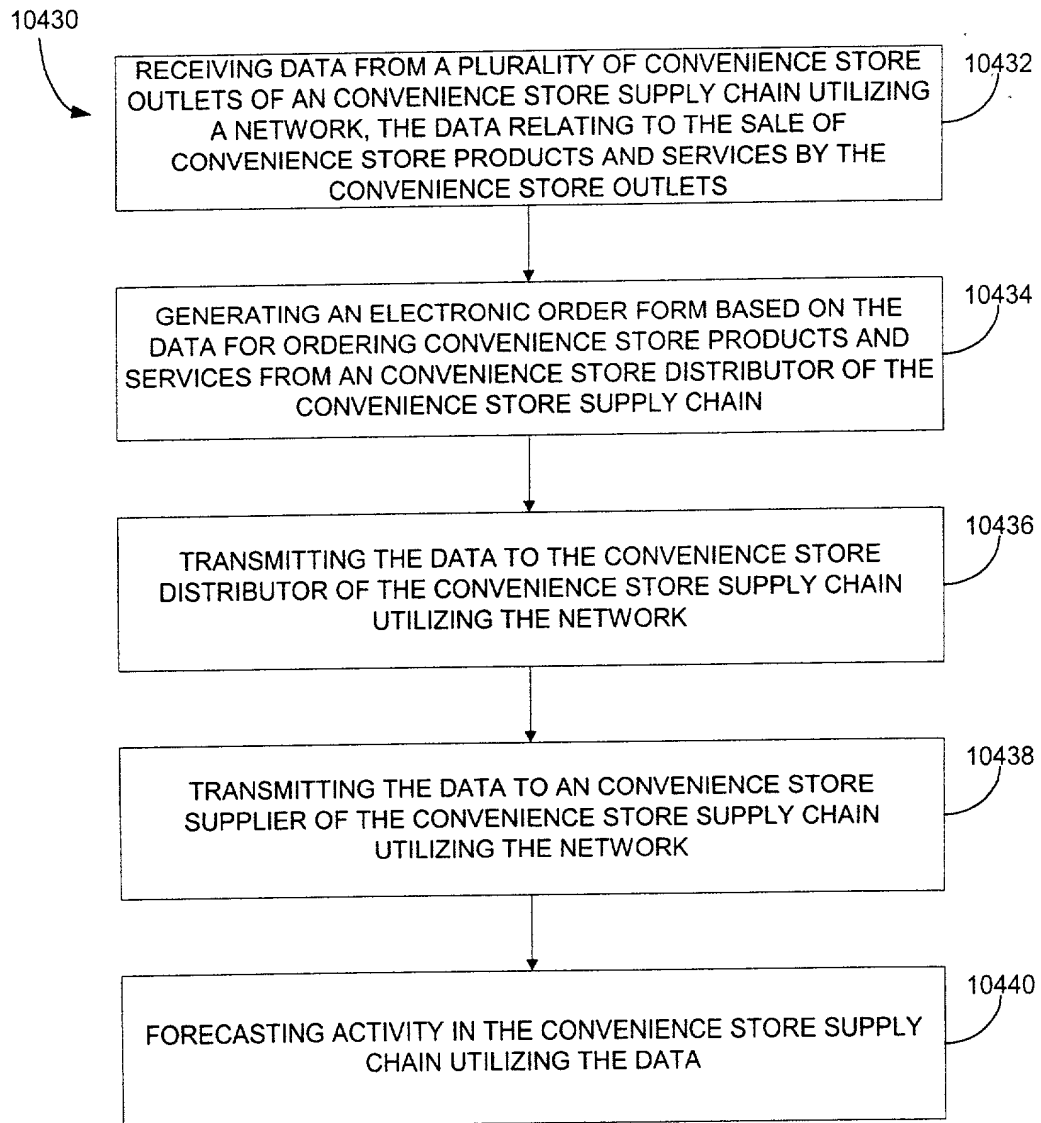 10430
RECEIVING DATA FROM A PLURALITY OF CONVENIENCE STORE
OUTLETS OF AN CONVENIENCE STORE SUPPLY CHAIN UTILIZING
A NETWORK, THE DATA RELATING TO THE SALE OF
CONVENIENCE STORE PRODUCTS AND SERVICES BY THE
CONVENIENCE STORE OUTLETS
10432
GENERATING AN ELECTRONIC ORDER FORM BASED ON THE
DATA FOR ORDERING CONVENIENCE STORE PRODUCTS AND
SERVICES FROM AN CONVENIENCE STORE DISTRIBUTOR OF THE
CONVENIENCE STORE SUPPLY CHAIN
10434
TRANSMITTING THE DATA TO THE CONVENIENCE STORE
DISTRIBUTOR OF THE CONVENIENCE STORE SUPPLY CHAIN
UTILIZING THE NETWORK
10436
TRANSMITTING THE DATA TO AN CONVENIENCE STORE
SUPPLIER OF THE CONVENIENCE STORE SUPPLY CHAIN
UTILIZING THE NETWORK
10438
FORECASTING ACTIVITY IN THE CONVENIENCE STORE SUPPLY
CHAIN UTILIZING THE DATA
10440